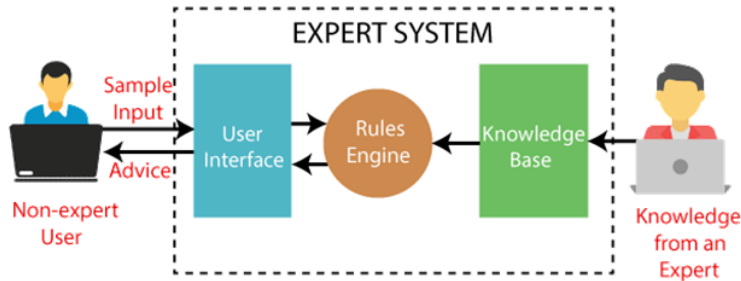 EXPERT SYSTEM
Sample
Input
Advice
Non-expert
User
User
Interface
Rules
Engine
Knowledge
Base
Knowledge
from an
Expert